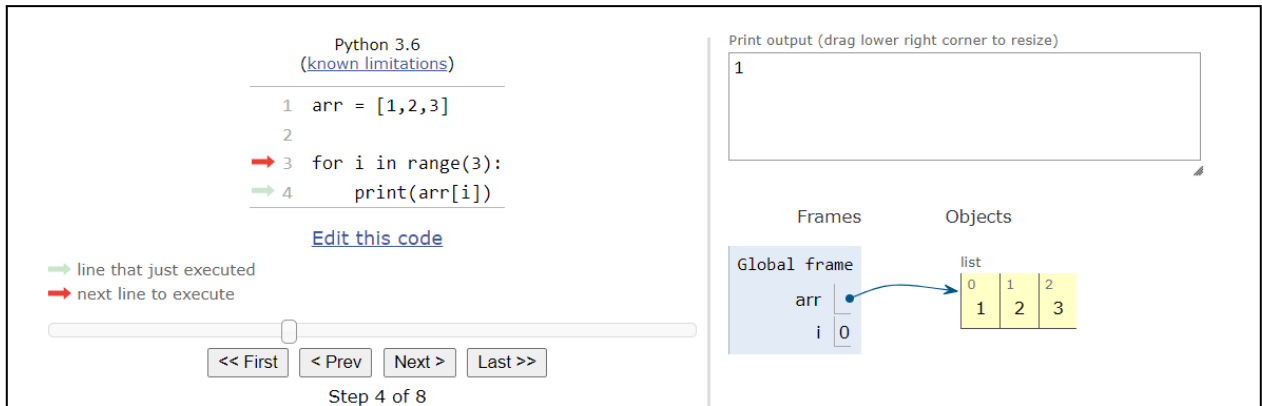 Python 3.6
(known limitations)
1 arr = [1,2,3]
2
3 for i in range(3):
4     print(arr[i])
Edit this code
line that just executed
next line to execute
<< First < Prev Next > Last >>
Step 4 of 8
Print output (drag lower right corner to resize)
1
Frames Objects
Global frame
arr
i 0
list
0 1 2
1 2 3